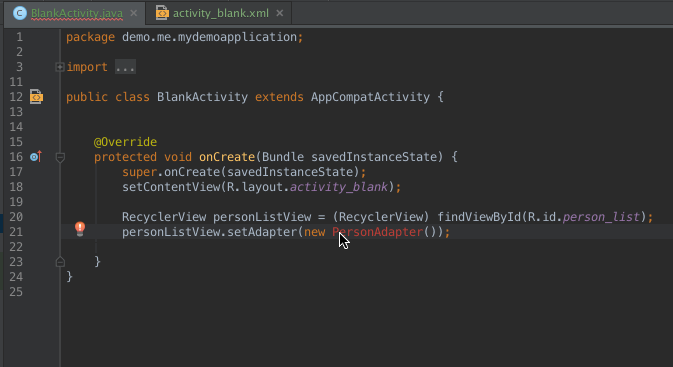 BlankActivity.java × activity_blank.xml ×
1 package demo.me.mydemoapplication;
2
3 import ...
11
12 public class BlankActivity extends AppCompatActivity {
13
14
15 @Override
16 protected void onCreate(Bundle savedInstanceState) {
17 super.onCreate(savedInstanceState);
18 setContentView(R.layout.activity_blank);
19
20 RecyclerView personListView = (RecyclerView) findViewById(R.id.person_list);
21 personListView.setAdapter(new PersonAdapter());
22
23 }
24 }
25